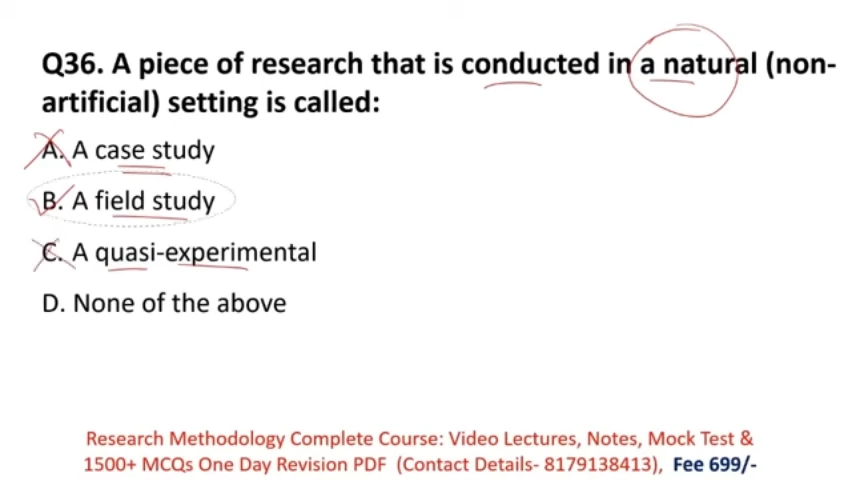 Q36. A piece of research that is conducted in a natural (non-
artificial) setting is called:
A. A case study
B. A field study
C. A quasi-experimental
D. None of the above
Research Methodology Complete Course: Video Lectures, Notes, Mock Test &
1500+ MCQs One Day Revision PDF (Contact Details- 8179138413), Fee 699/-